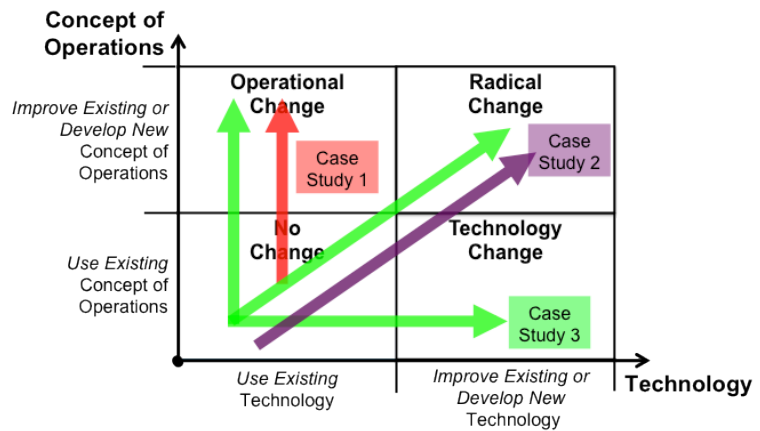 Concept of
Operations
Operational
Change
Radical
Change
Improve Existing or
Develop New
Concept of
Operations
Case
Study 1
Case
Study 2
No
Change
Technology
Change
Use Existing
Concept of
Operations
Case
Study 3
Use Existing
Technology
Improve Existing or
Develop New
Technology
Technology